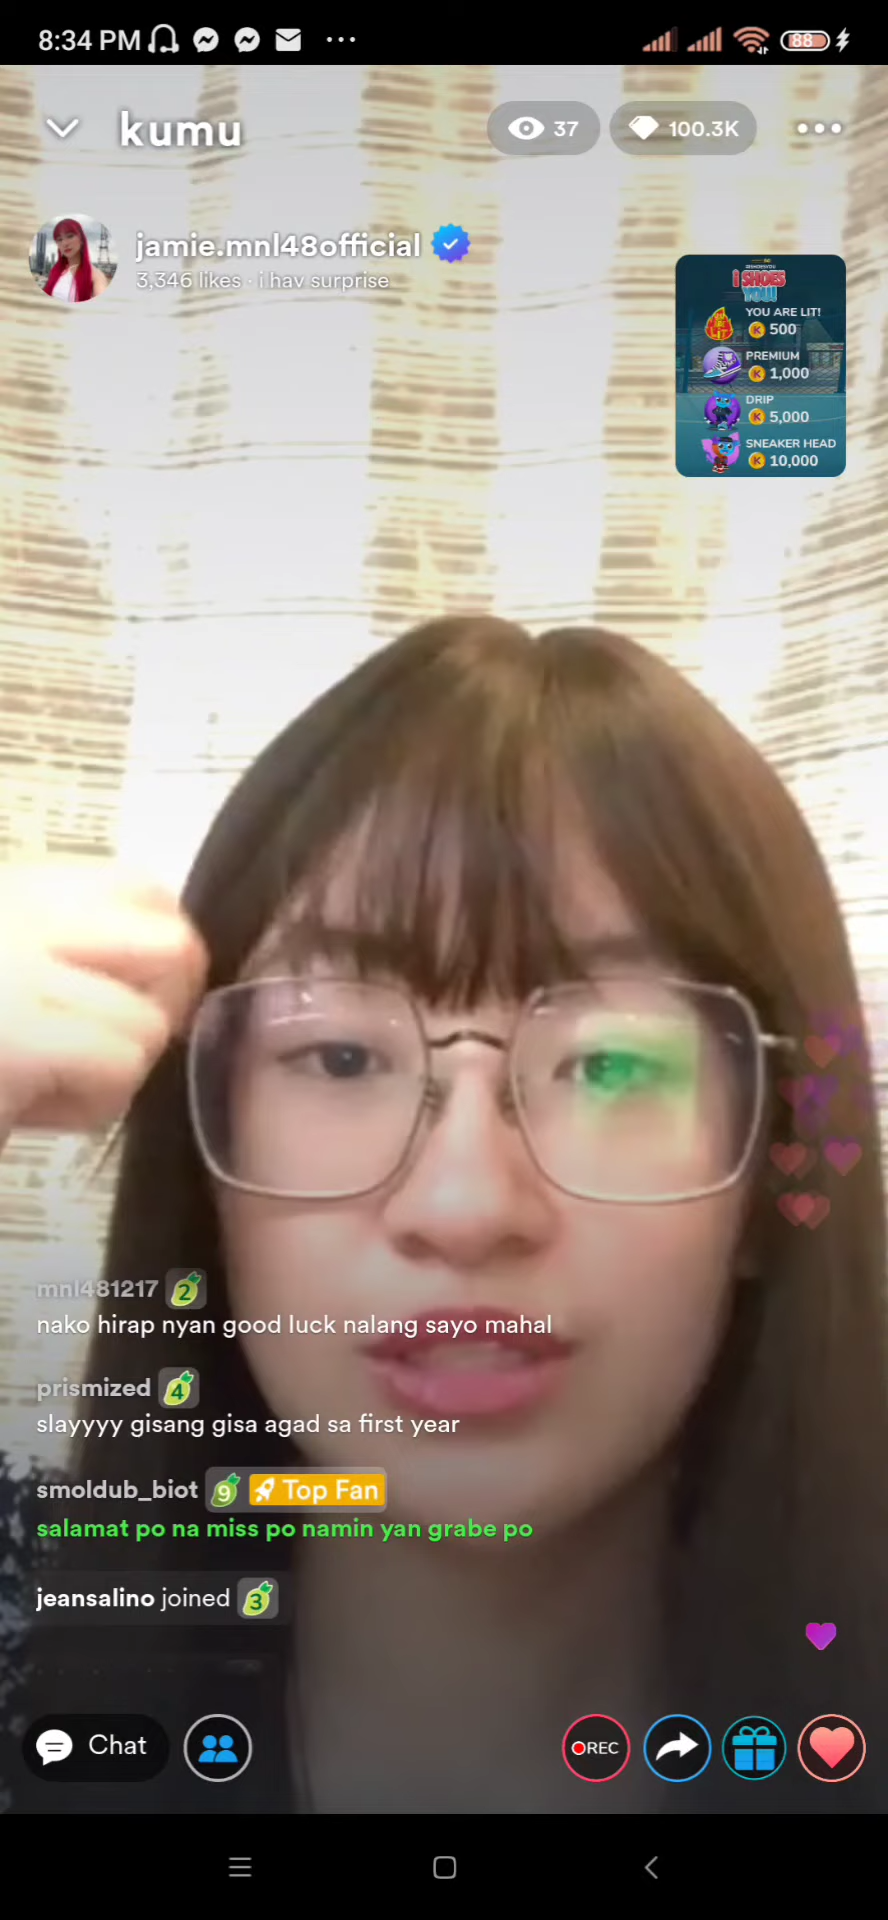 8:34 PM
88
kumu
37
100.3K
jamie.mnl48official
3,346 likes · i hav surprise
I SHOES
YOU!
YOU ARE LIT!
K 500
PREMIUM
K 1,000
DRIP
K 5,000
SNEAKER HEAD
K 10,000
mnl481217 2
nako hirap nyan good luck nalang sayo mahal
prismized 4
slayyyy gisang gisa agad sa first year
smoldub_biot 9 Top Fan
salamat po na miss po namin yan grabe po
jeansalino joined 3
Chat
REC